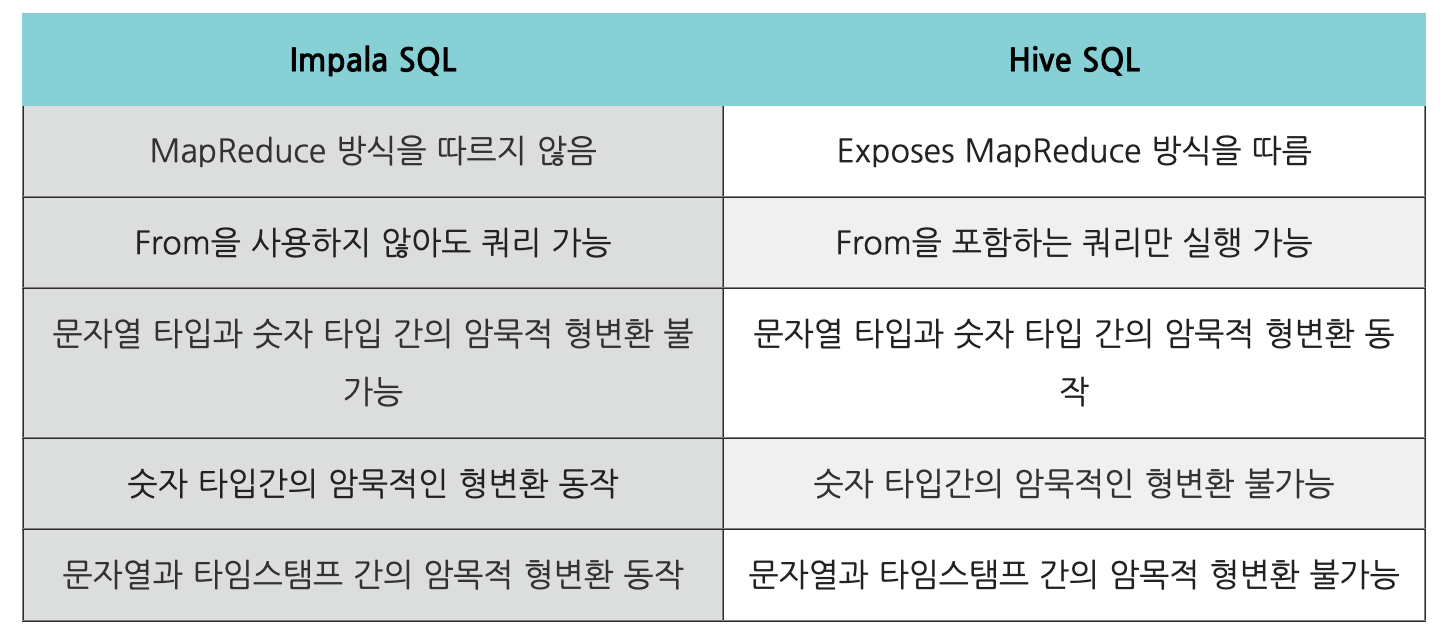 Impala SQL
Hive SQL
MapReduce 방식을 따르지 않음
Exposes MapReduce 방식을 따름
From을 사용하지 않아도 쿼리 가능
From을 포함하는 쿼리만 실행 가능
문자열 타입과 숫자 타입 간의 암묵적 형변환 불
가능
문자열 타입과 숫자 타입 간의 암묵적 형변환 동
작
숫자 타입간의 암묵적인 형변환 동작
숫자 타입간의 암묵적인 형변환 불가능
문자열과 타임스탬프 간의 암목적 형변환 동작
문자열과 타임스탬프 간의 암목적 형변환 불가능